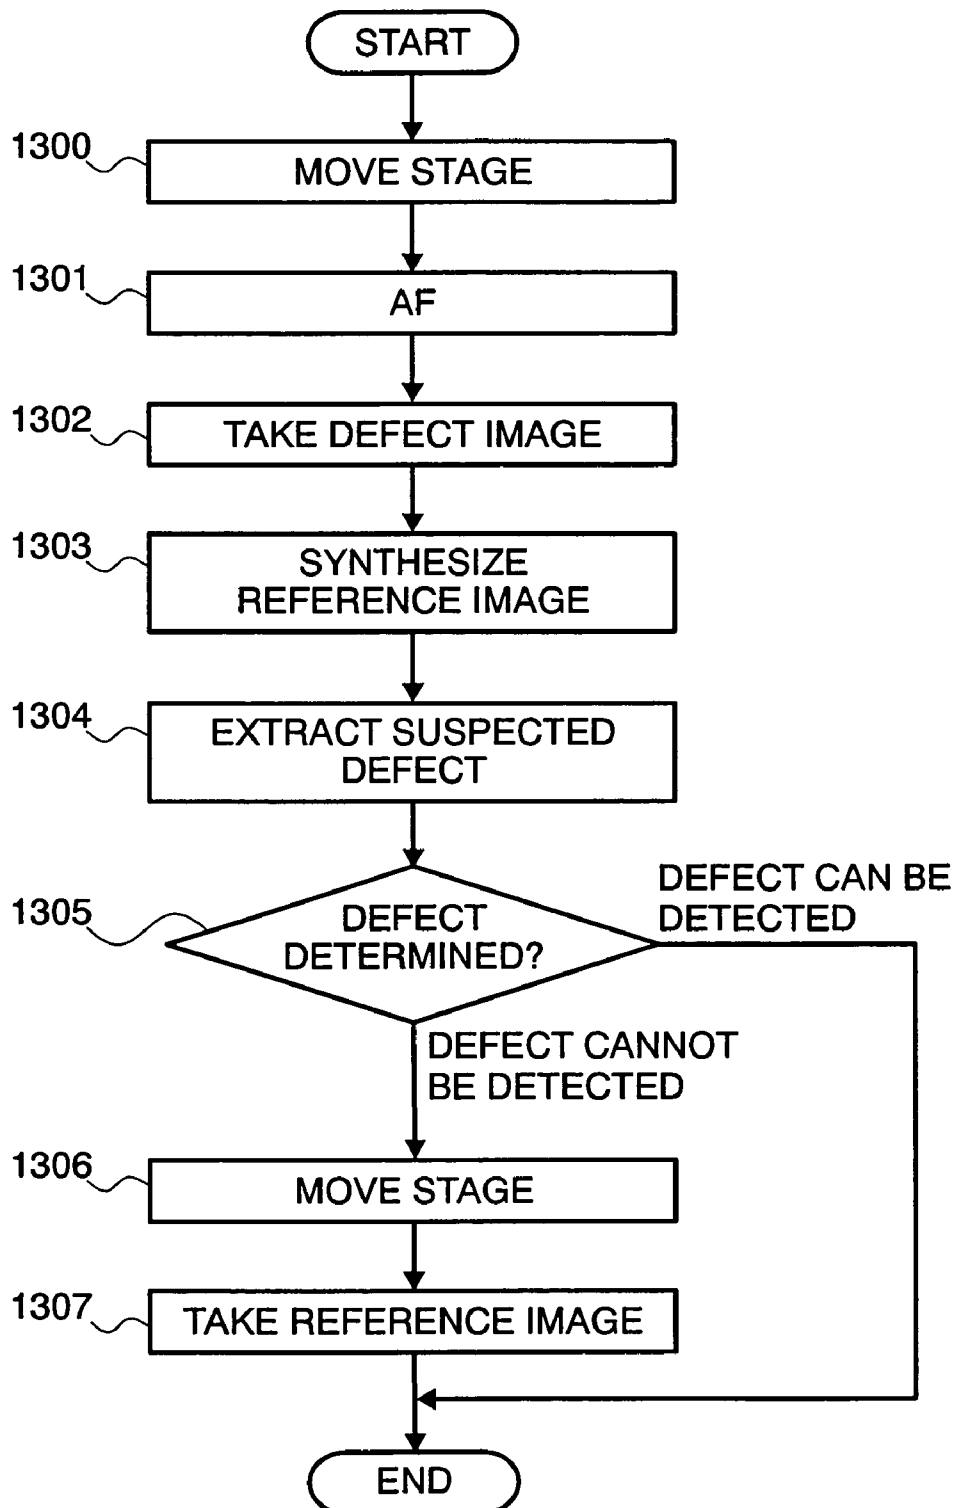 START
1300
MOVE STAGE
1301
AF
1302
TAKE DEFECT IMAGE
1303
SYNTHESIZE
REFERENCE IMAGE
1304
EXTRACT SUSPECTED
DEFECT
1305
DEFECT
DETERMINED?
DEFECT CAN BE
DETECTED
DEFECT CANNOT
BE DETECTED
1306
MOVE STAGE
1307
TAKE REFERENCE IMAGE
END